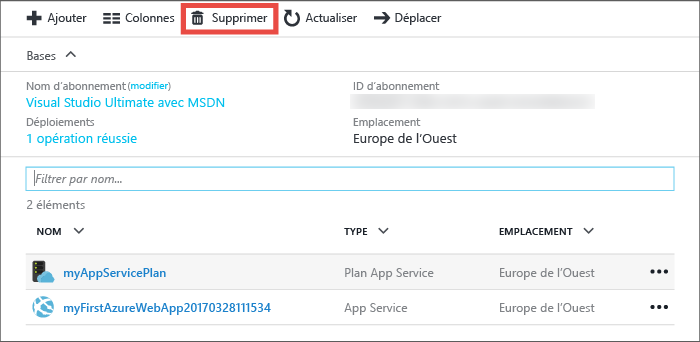 Ajouter Colonnes Supprimer Actualiser Déplacer
Bases
Nom d'abonnement (modifier) ID d'abonnement
Visual Studio Ultimate avec MSDN
Déploiements Emplacement
1 opération réussie Europe de l'Ouest
Filtrer par nom...
2 éléments
NOM TYPE EMPLACEMENT
myAppServicePlan Plan App Service Europe de l'Ouest
myFirstAzureWebApp20170328111534 App Service Europe de l'Ouest